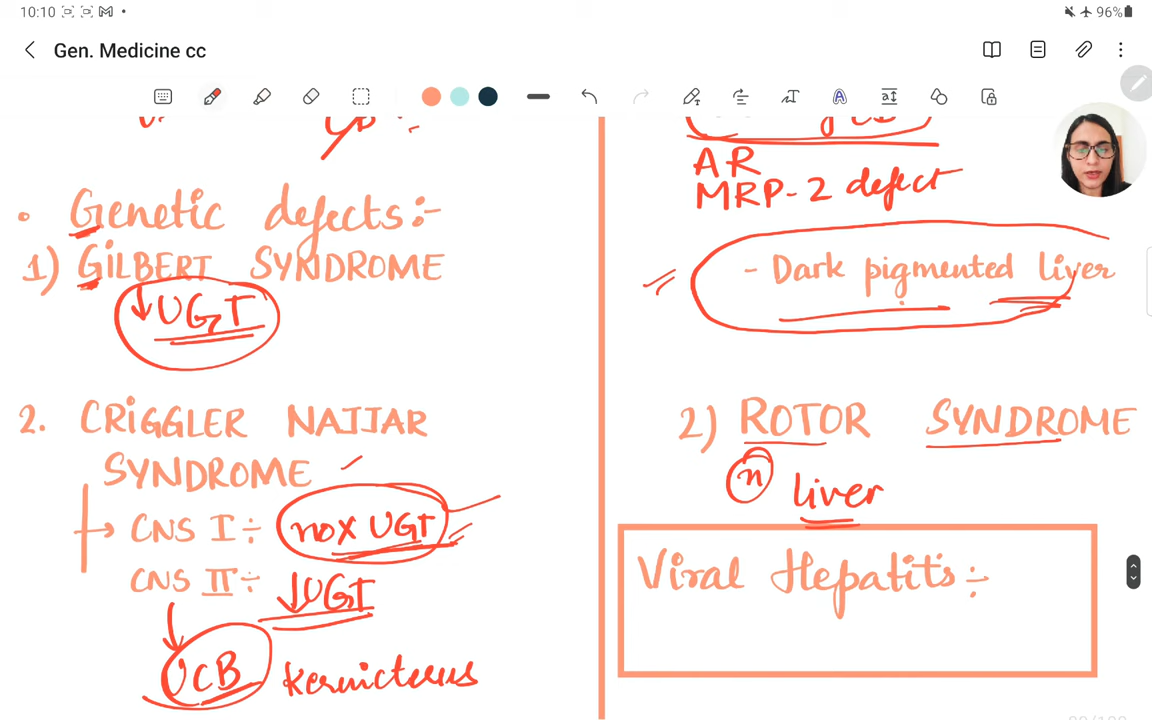 10:10
96%
Gen. Medicine cc
• Genetic defects:-
1) GILBERT SYNDROME
↓UGT
2. CRIGGLER NAJJAR
SYNDROME
→ CNS I ÷ no X UGT
CNS II ÷ ↓UGT
UCB kernicterus
AR
MRP-2 defect
- Dark pigmented liver
2) ROTOR SYNDROME
n liver
Viral Hepatits ÷